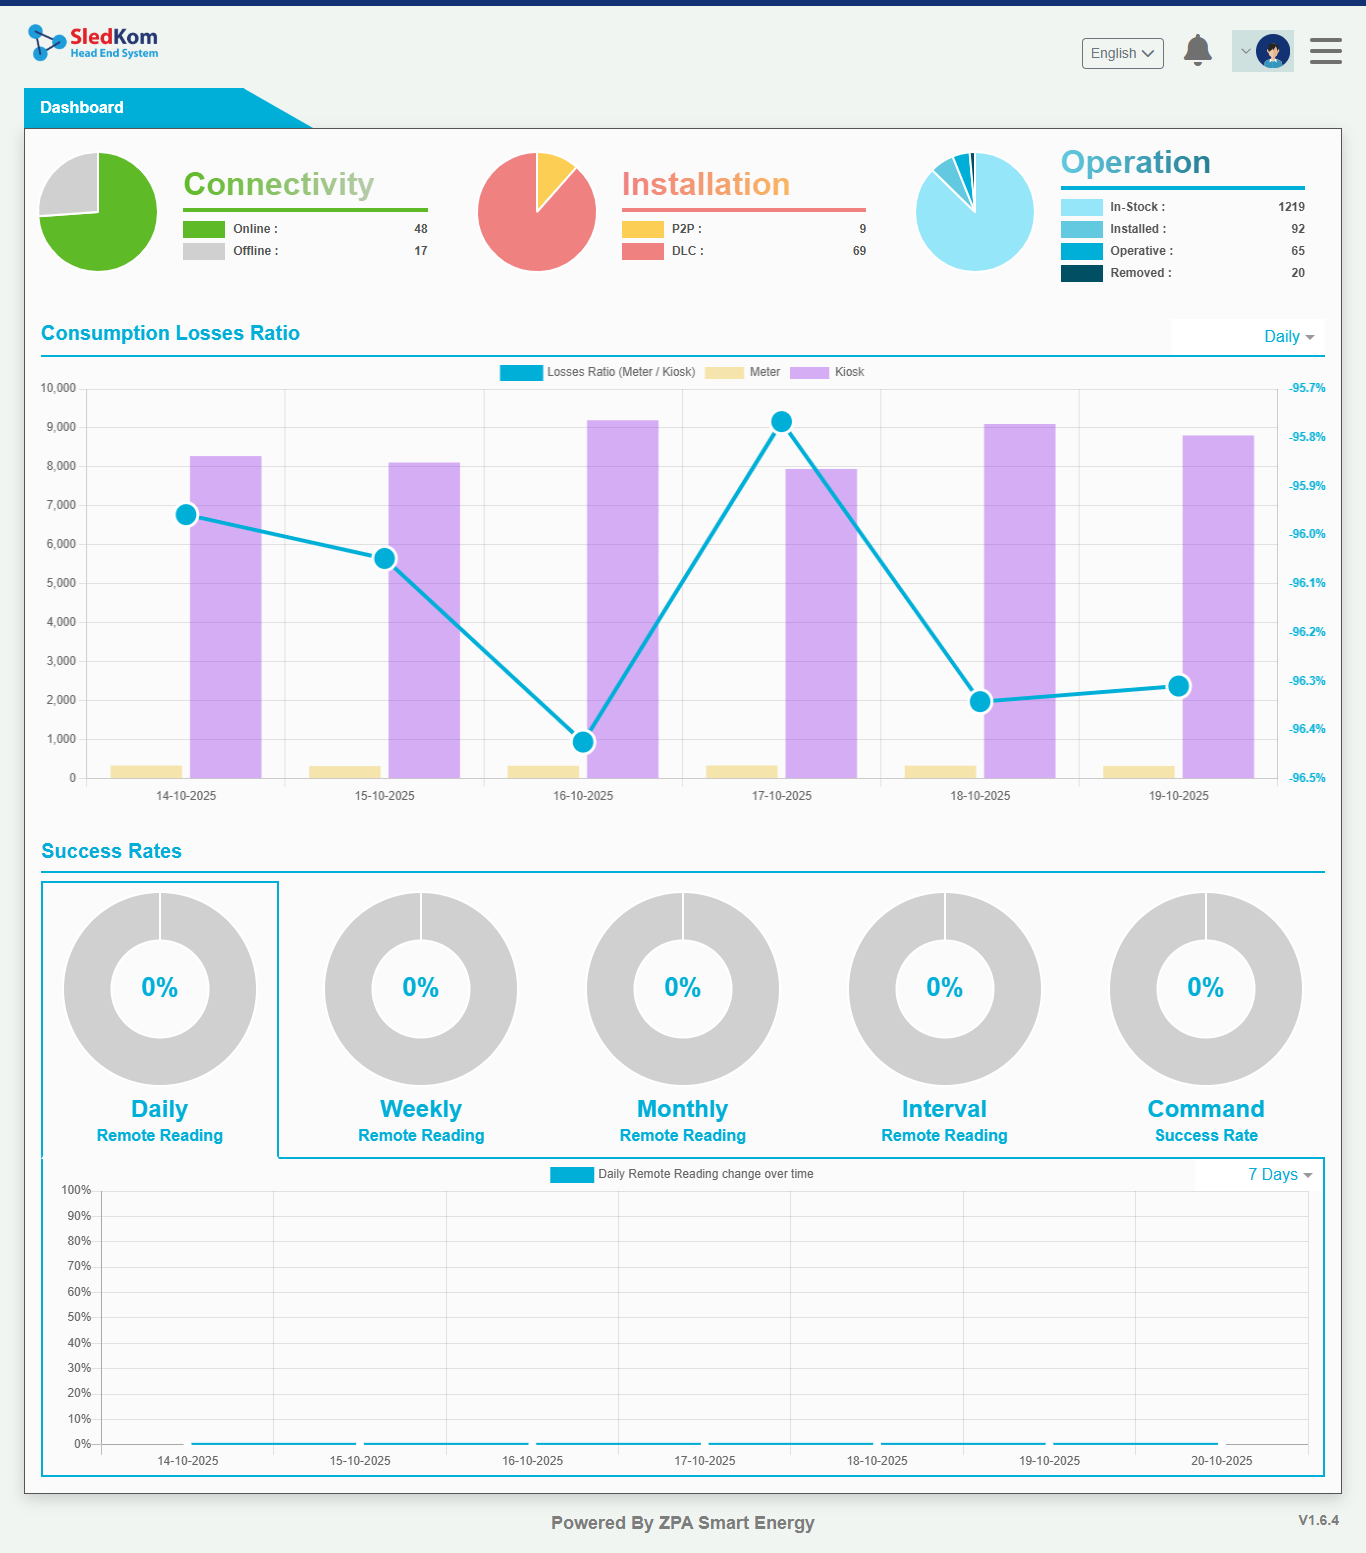 SledKom
Head End System
English
Dashboard
Connectivity
Online : 48
Offline : 17
Installation
P2P : 9
DLC : 69
Operation
In-Stock : 1219
Installed : 92
Operative : 65
Removed : 20
Consumption Losses Ratio
Daily
Losses Ratio (Meter / Kiosk) Meter Kiosk
10,000 -95.7%
9,000 -95.8%
8,000 -95.9%
7,000 -96.0%
6,000 -96.1%
5,000 -96.2%
4,000 -96.3%
3,000 -96.4%
2,000 -96.5%
1,000
0
14-10-2025 15-10-2025 16-10-2025 17-10-2025 18-10-2025 19-10-2025
Success Rates
0% 0% 0% 0% 0%
Daily Weekly Monthly Interval Command
Remote Reading Remote Reading Remote Reading Remote Reading Success Rate
Daily Remote Reading change over time
7 Days
100%
90%
80%
70%
60%
50%
40%
30%
20%
10%
0%
14-10-2025 15-10-2025 16-10-2025 17-10-2025 18-10-2025 19-10-2025 20-10-2025
Powered By ZPA Smart Energy
V1.6.4